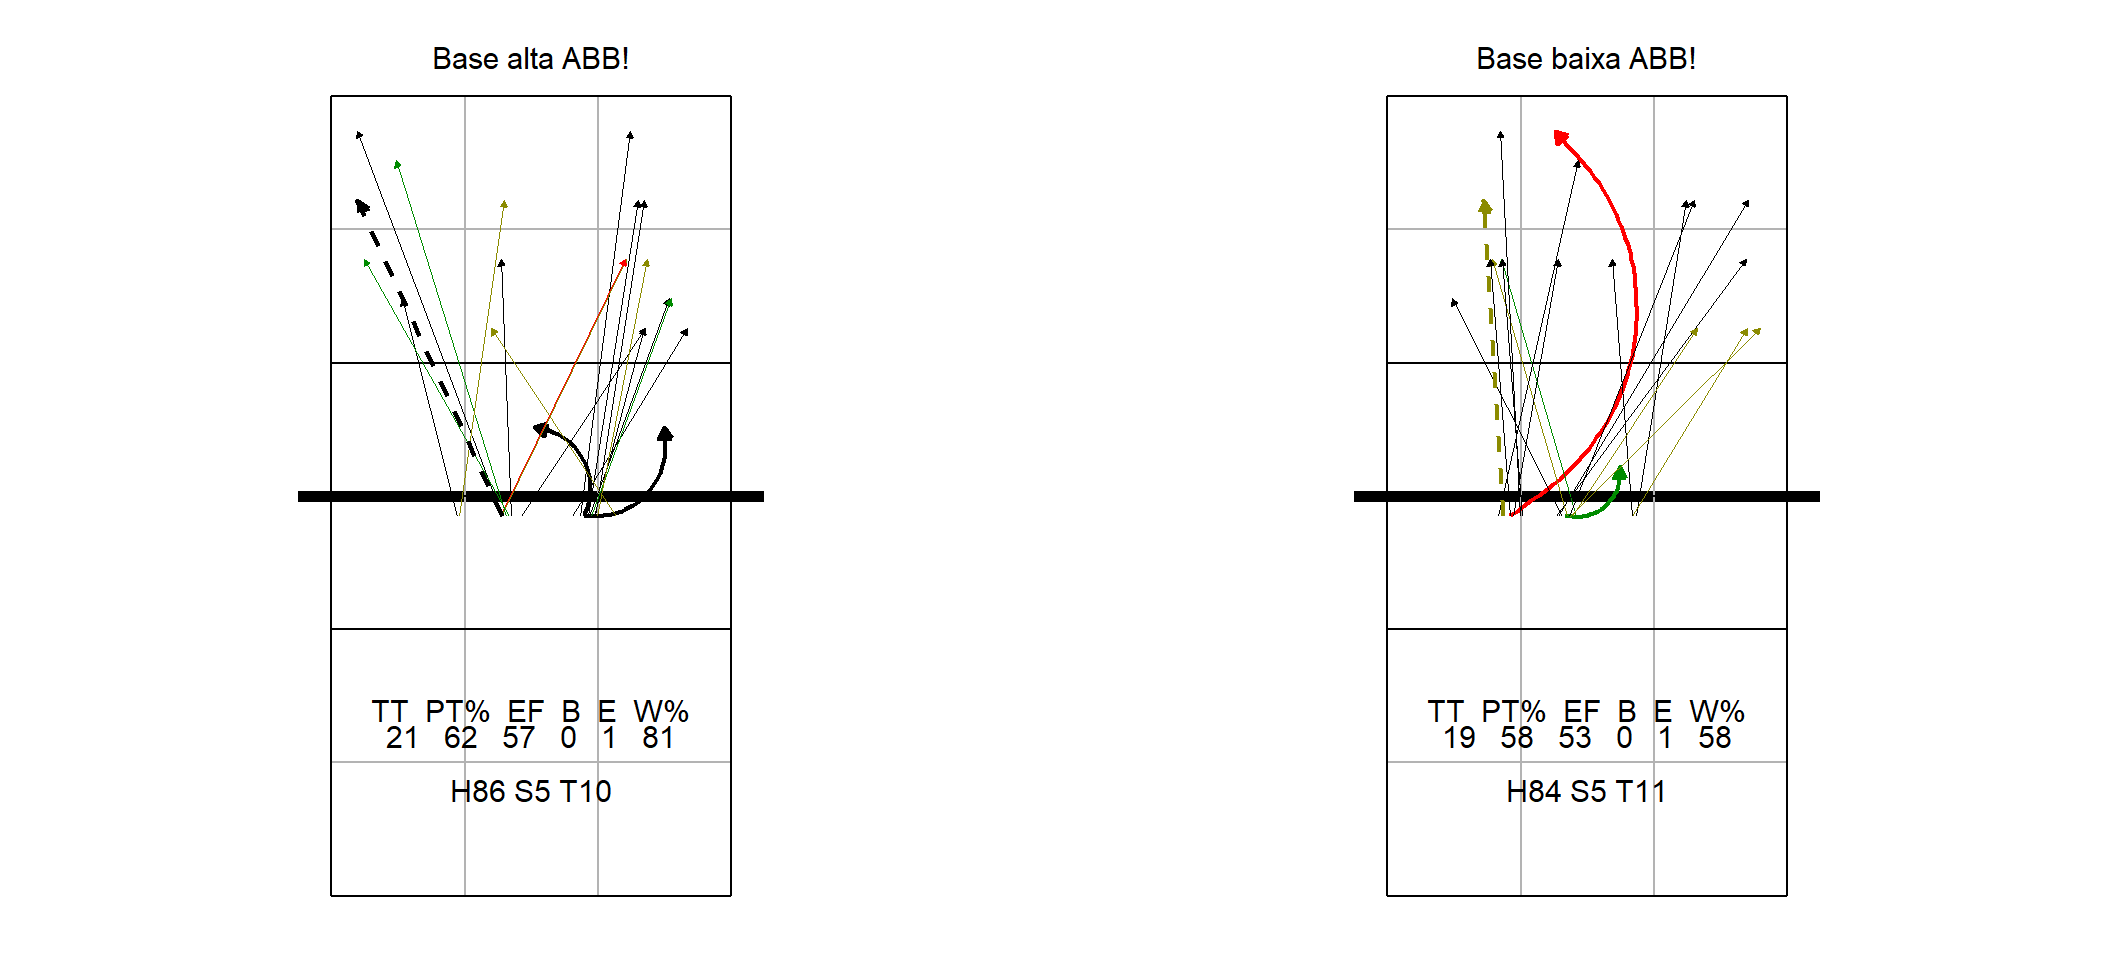 Base alta ABB!
TT PT% EF B E W%
21 62 57 0 1 81
H86 S5 T10
Base baixa ABB!
TT PT% EF B E W%
19 58 53 0 1 58
H84 S5 T11